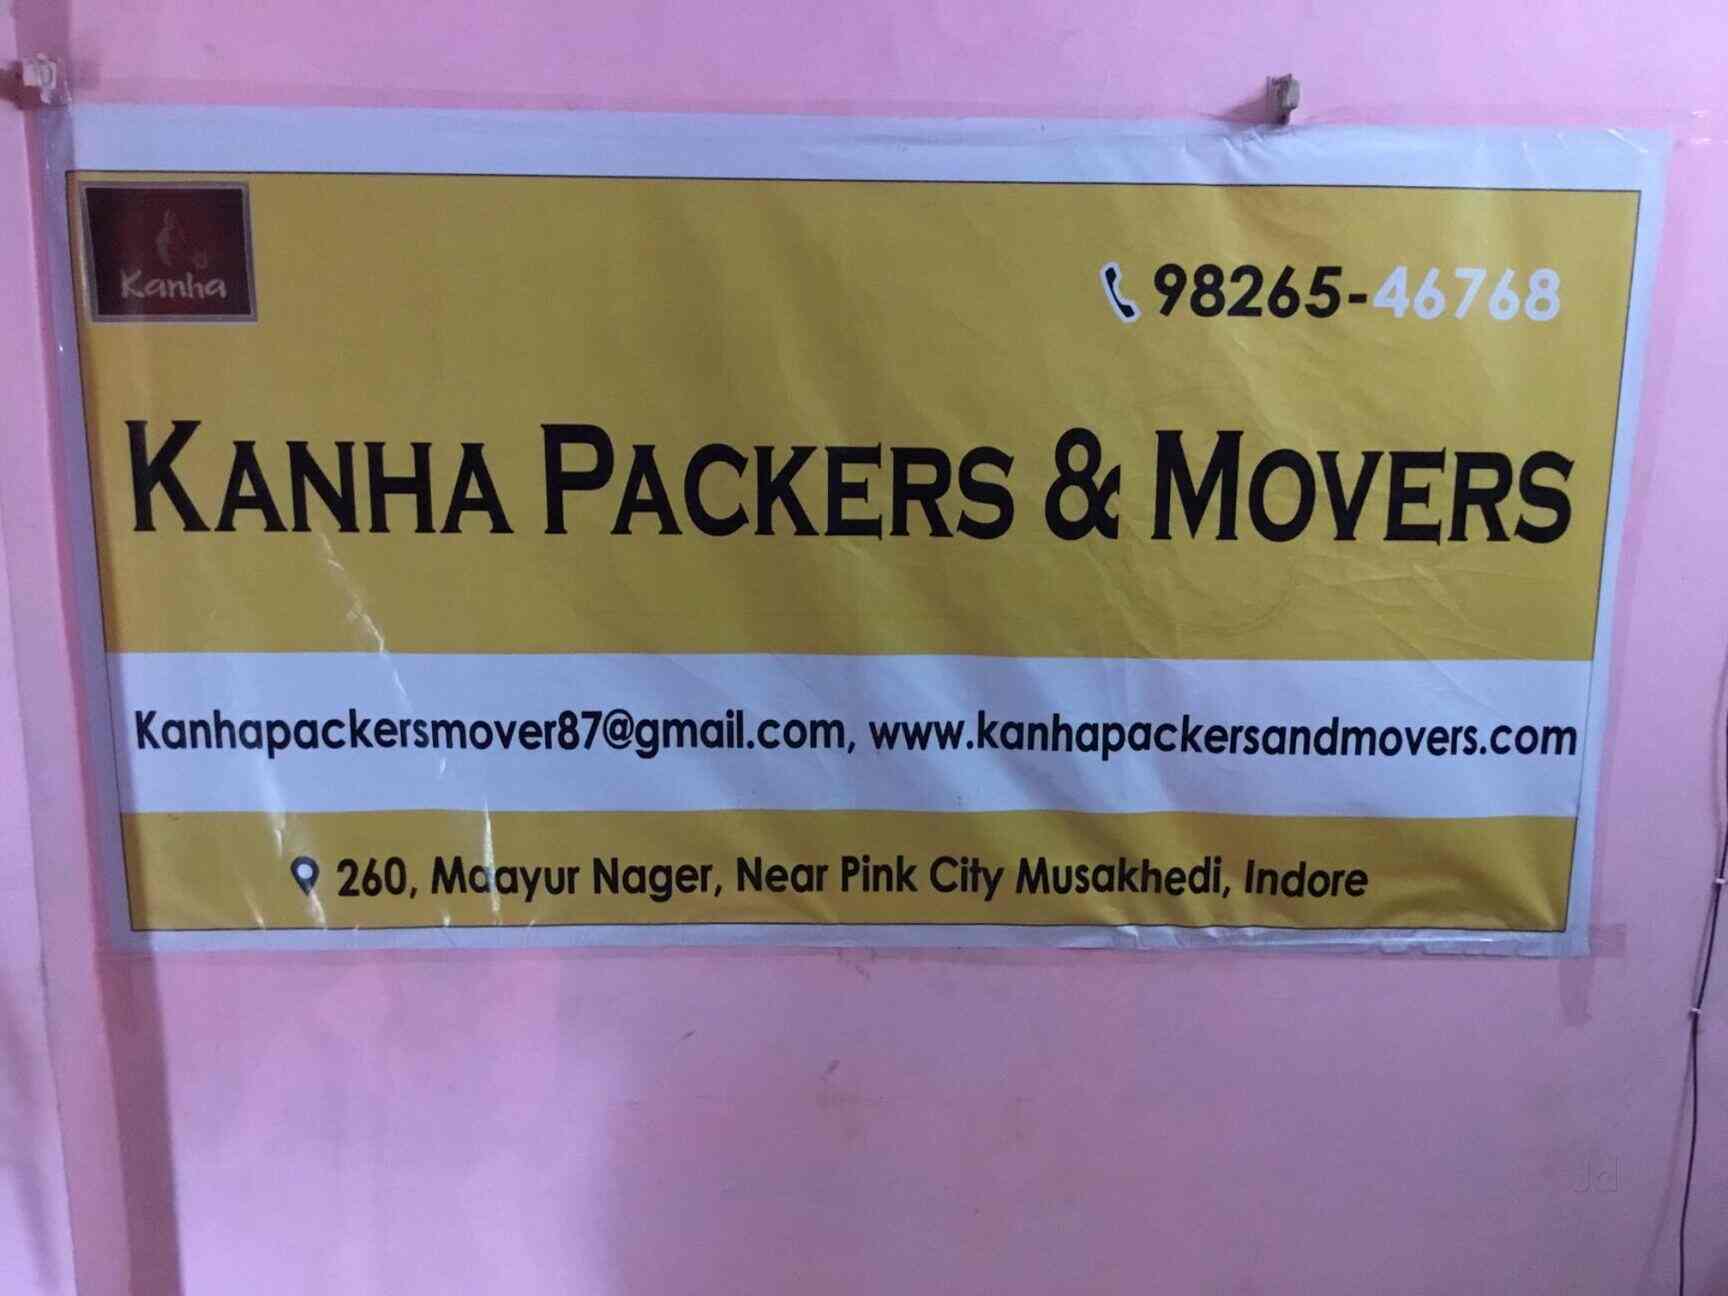 Kanha
98265-46768
KANHA PACKERS & MOVERS
Kanhapackersmover87@gmail.com, www.kanhapackersandmovers.com
260, Maayur Nager, Near Pink City Musakhedi, Indore
Jd